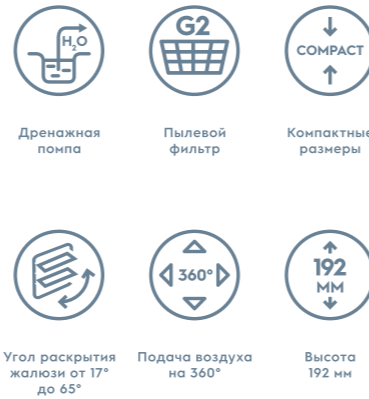 H₂O
G2
COMPACT
Дренажная
помпа
Пылевой
фильтр
Компактные
размеры
360°
192
ММ
Угол раскрытия
жалюзи от 17°
до 65°
Подача воздуха
на 360°
Высота
192 мм